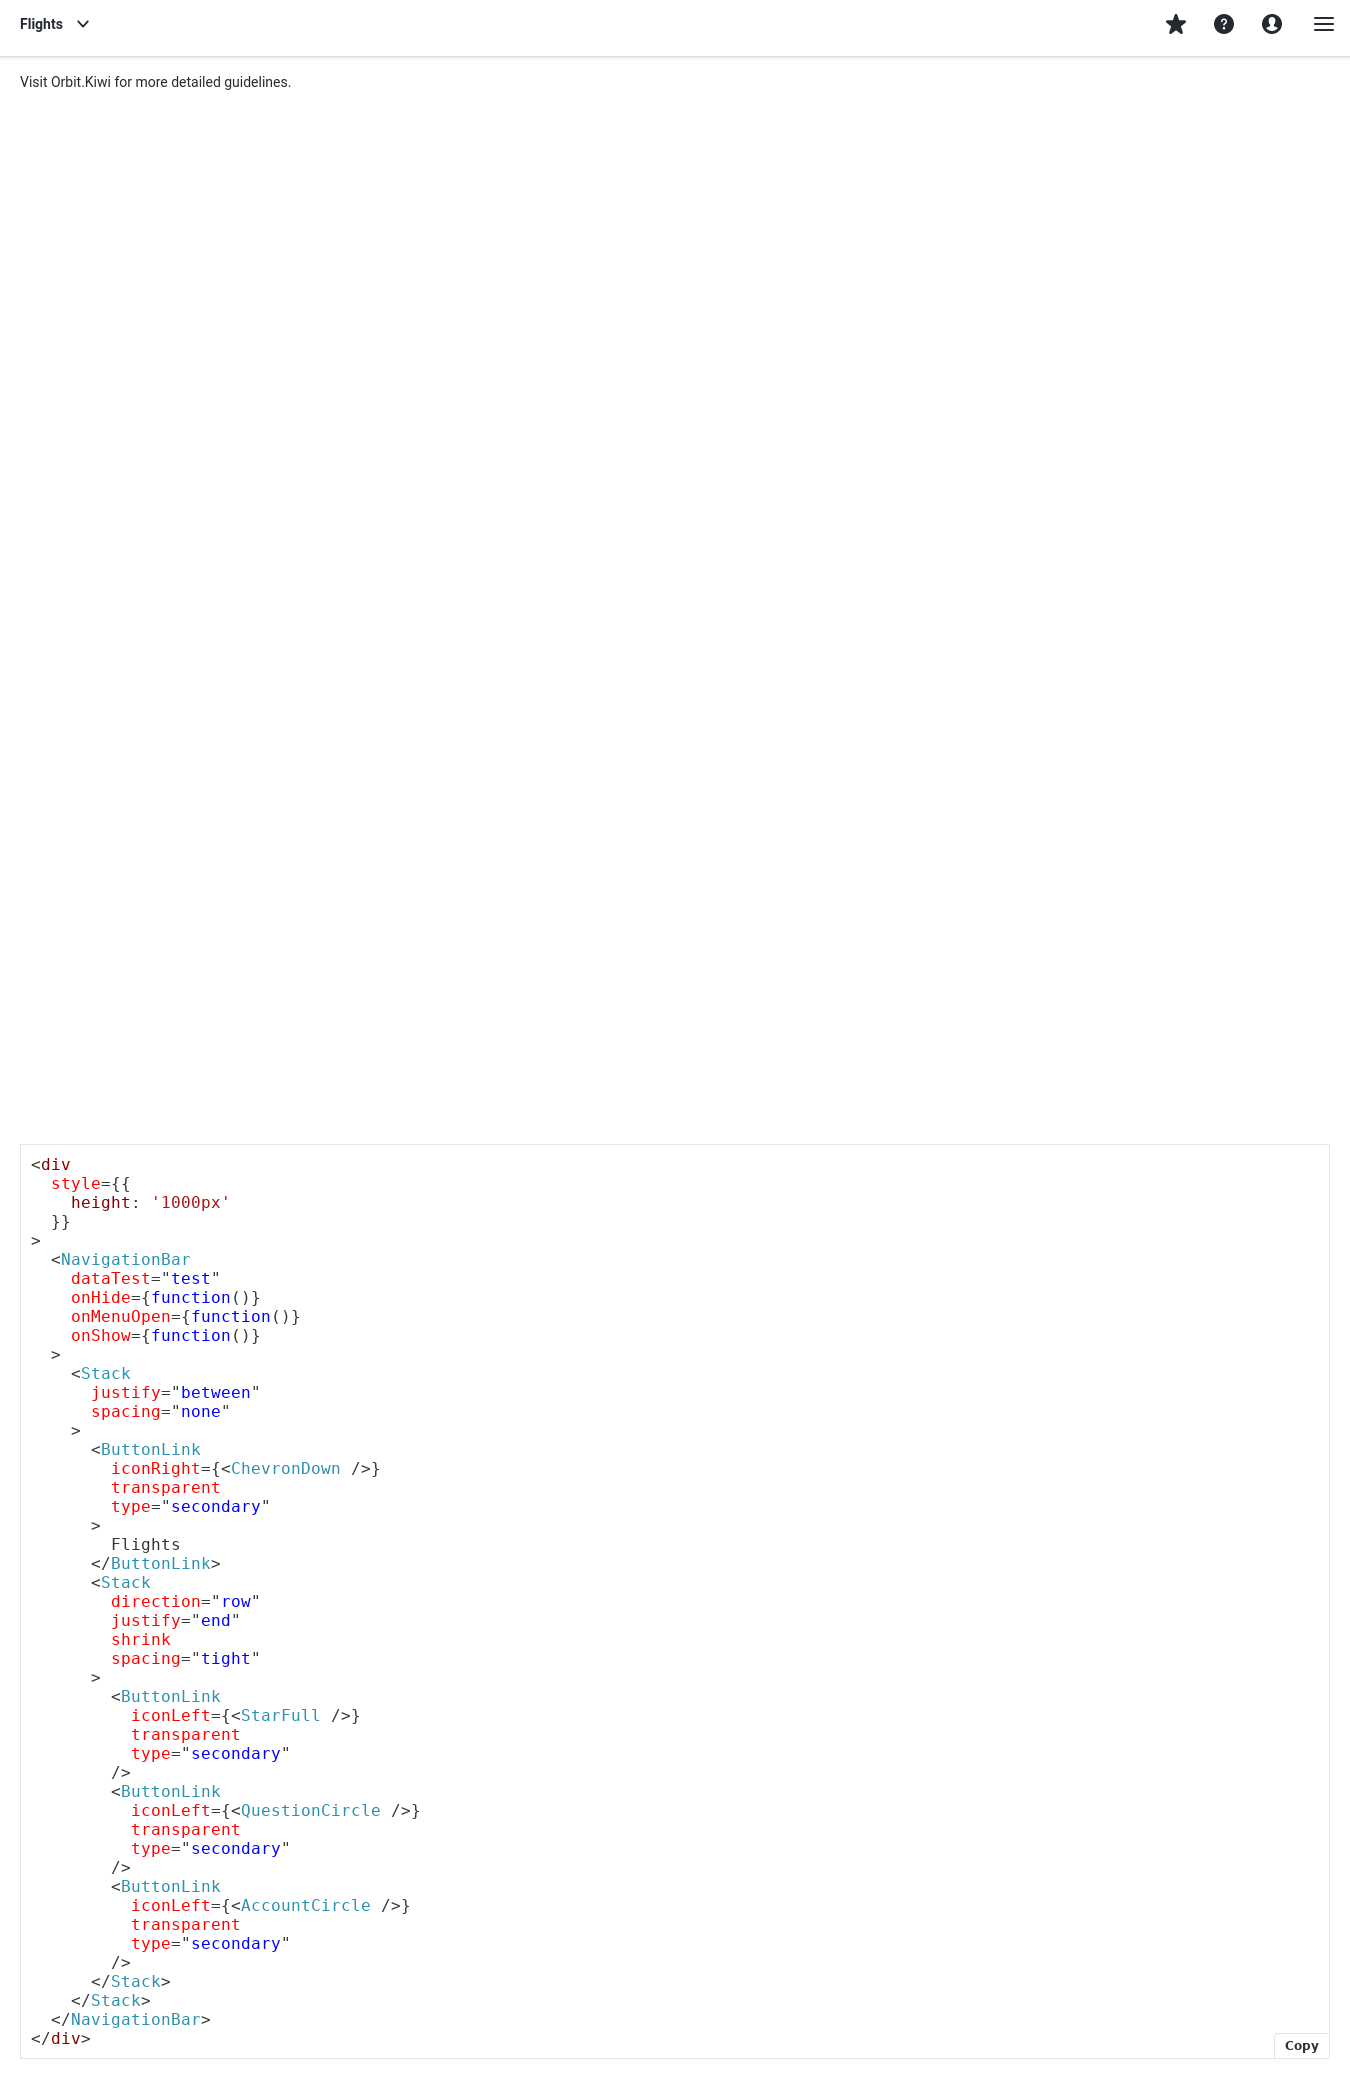 Flights
Visit Orbit.Kiwi for more detailed guidelines.
<div
  style={{
    height: '1000px'
  }}
>
  <NavigationBar
    dataTest="test"
    onHide={function()}
    onMenuOpen={function()}
    onShow={function()}
  >
    <Stack
      justify="between"
      spacing="none"
    >
      <ButtonLink
        iconRight={<ChevronDown />}
        transparent
        type="secondary"
      >
        Flights
      </ButtonLink>
      <Stack
        direction="row"
        justify="end"
        shrink
        spacing="tight"
      >
        <ButtonLink
          iconLeft={<StarFull />}
          transparent
          type="secondary"
        />
        <ButtonLink
          iconLeft={<QuestionCircle />}
          transparent
          type="secondary"
        />
        <ButtonLink
          iconLeft={<AccountCircle />}
          transparent
          type="secondary"
        />
      </Stack>
    </Stack>
  </NavigationBar>
</div>
Copy